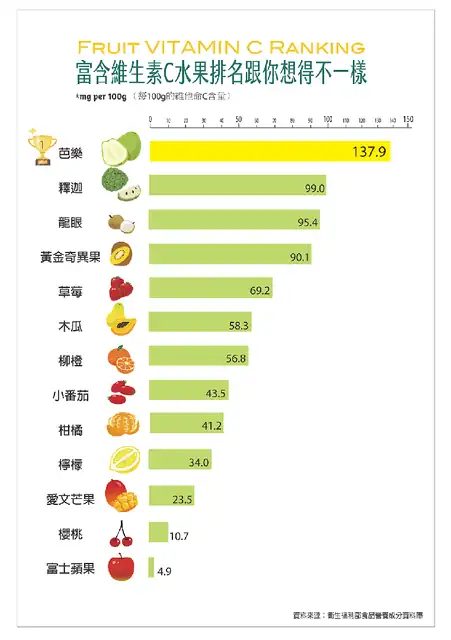 FRUIT VITAMIN C RANKING
富含維生素C水果排名跟你想得不一樣
*mg per 100g （每100g的維他命C含量）
0 10 20 30 40 50 60 70 80 90 100 110 120 130 140 150
1 芭樂 137.9
釋迦 99.0
龍眼 95.4
黃金奇異果 90.1
草莓 69.2
木瓜 58.3
柳橙 56.8
小番茄 43.5
柑橘 41.2
檸檬 34.0
愛文芒果 23.5
櫻桃 10.7
富士蘋果 4.9
資料來源：衛生福利部食品營養成分資料庫